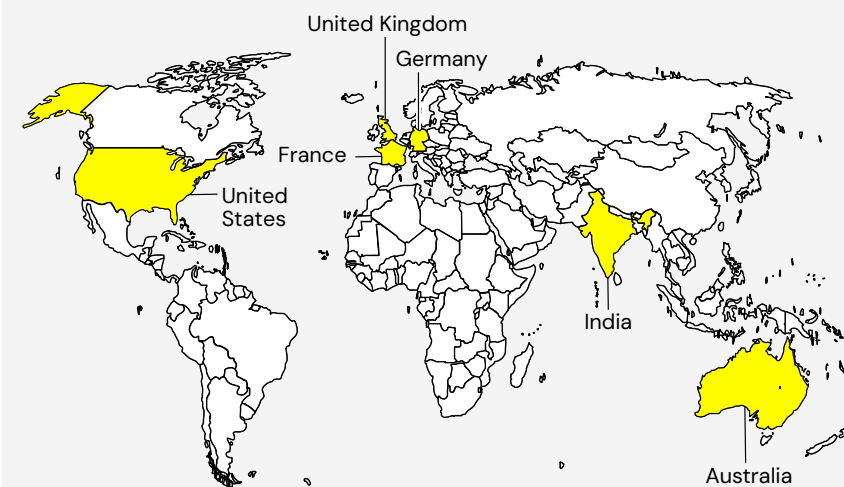 United Kingdom
Germany
France
United
States
India
Australia